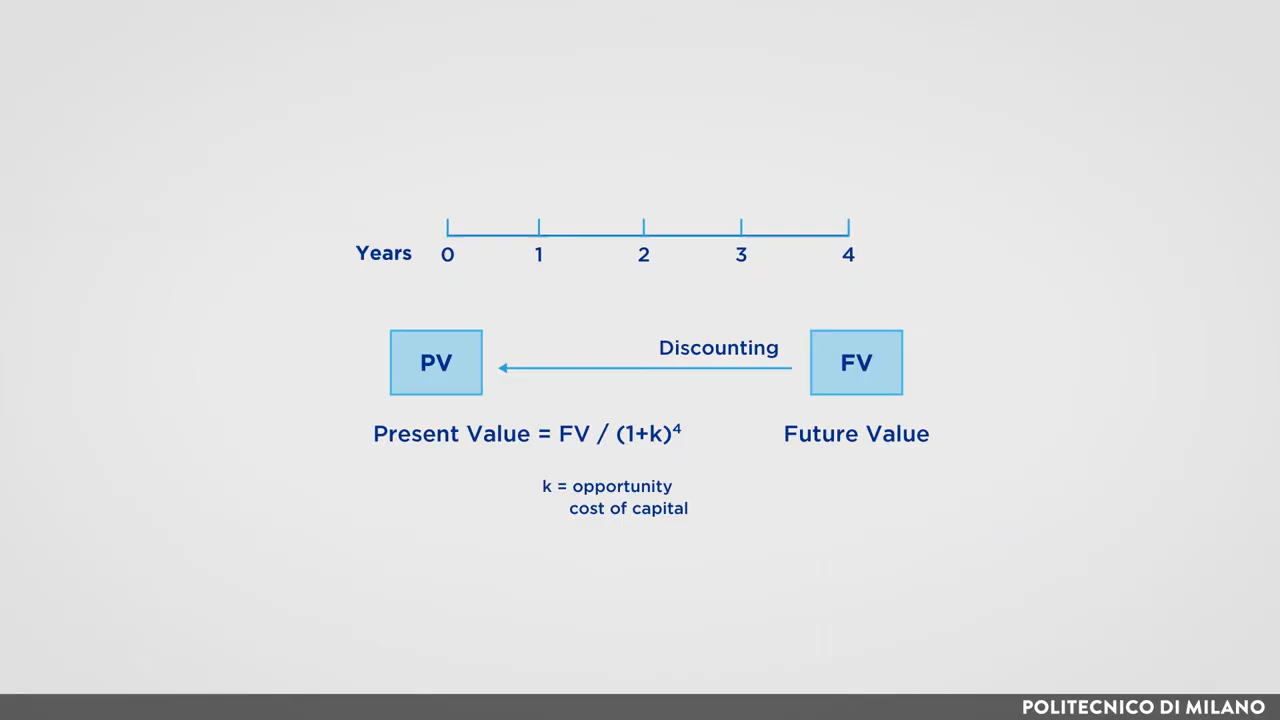 Years 0 1 2 3 4
PV Discounting FV
Present Value = FV / (1+k)⁴ Future Value
k = opportunity
cost of capital
POLITECNICO DI MILANO